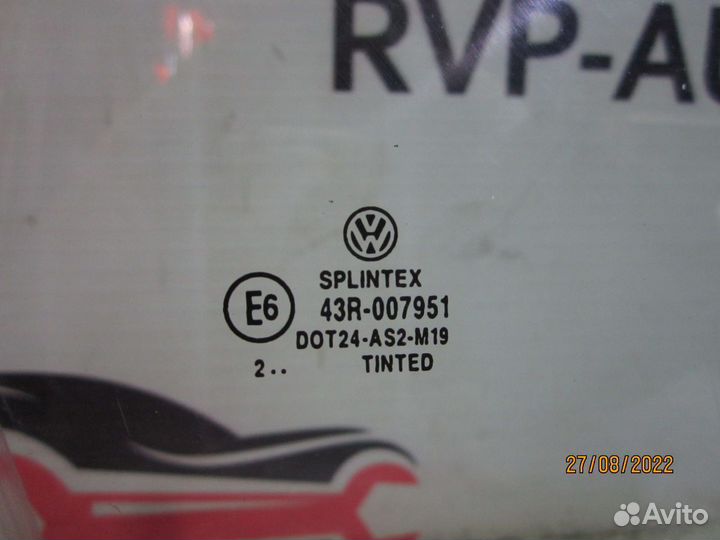 RVP-AU
SPLINTEX
E6 43R-007951
DOT24-AS2-M19
2.. TINTED
27/08/2022
Avito